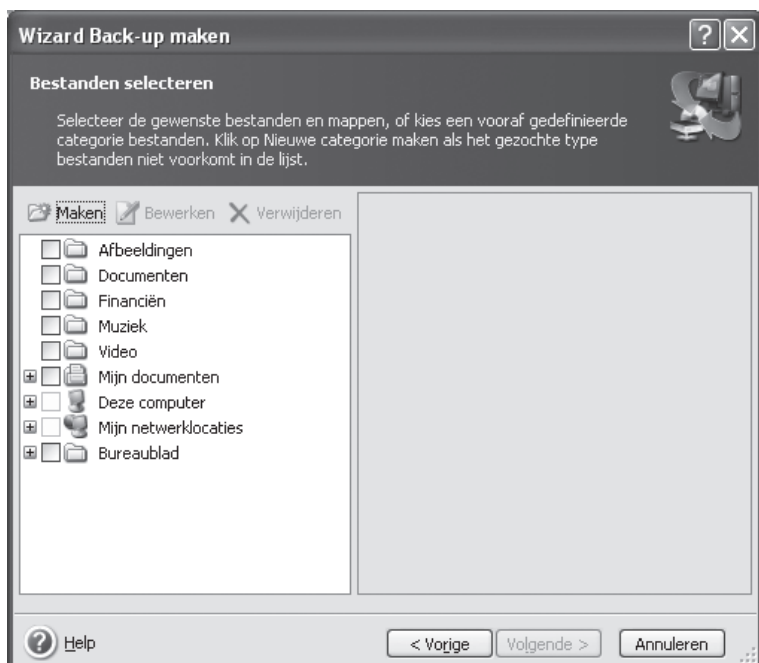 Wizard Back-up maken
Bestanden selecteren
Selecteer de gewenste bestanden en mappen, of kies een vooraf gedefinieerde
categorie bestanden. Klik op Nieuwe categorie maken als het gezochte type
bestanden niet voorkomt in de lijst.
Maken Bewerken Verwijderen
Afbeeldingen
Documenten
Financiën
Muziek
Video
Mijn documenten
Deze computer
Mijn netwerklocaties
Bureaublad
Help < Vorige Volgende > Annuleren